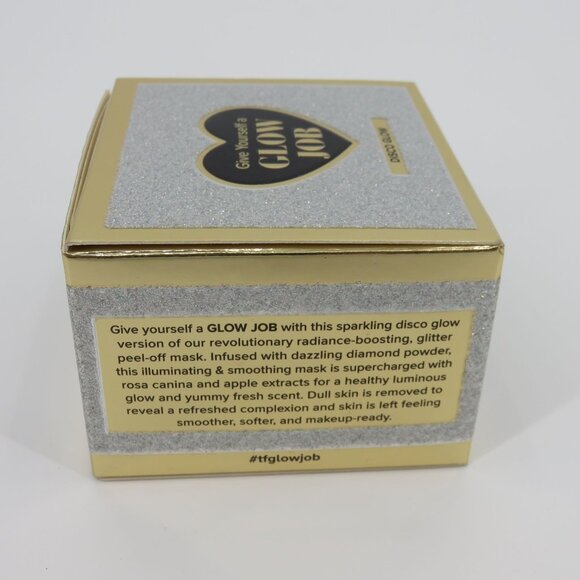 Give Yourself a
GLOW
JOB
DISCO GLOW
Give yourself a GLOW JOB with this sparkling disco glow
version of our revolutionary radiance-boosting, glitter
peel-off mask. Infused with dazzling diamond powder,
this illuminating & smoothing mask is supercharged with
rosa canina and apple extracts for a healthy luminous
glow and yummy fresh scent. Dull skin is removed to
reveal a refreshed complexion and skin is left feeling
smoother, softer, and makeup-ready.
#tfglowjob